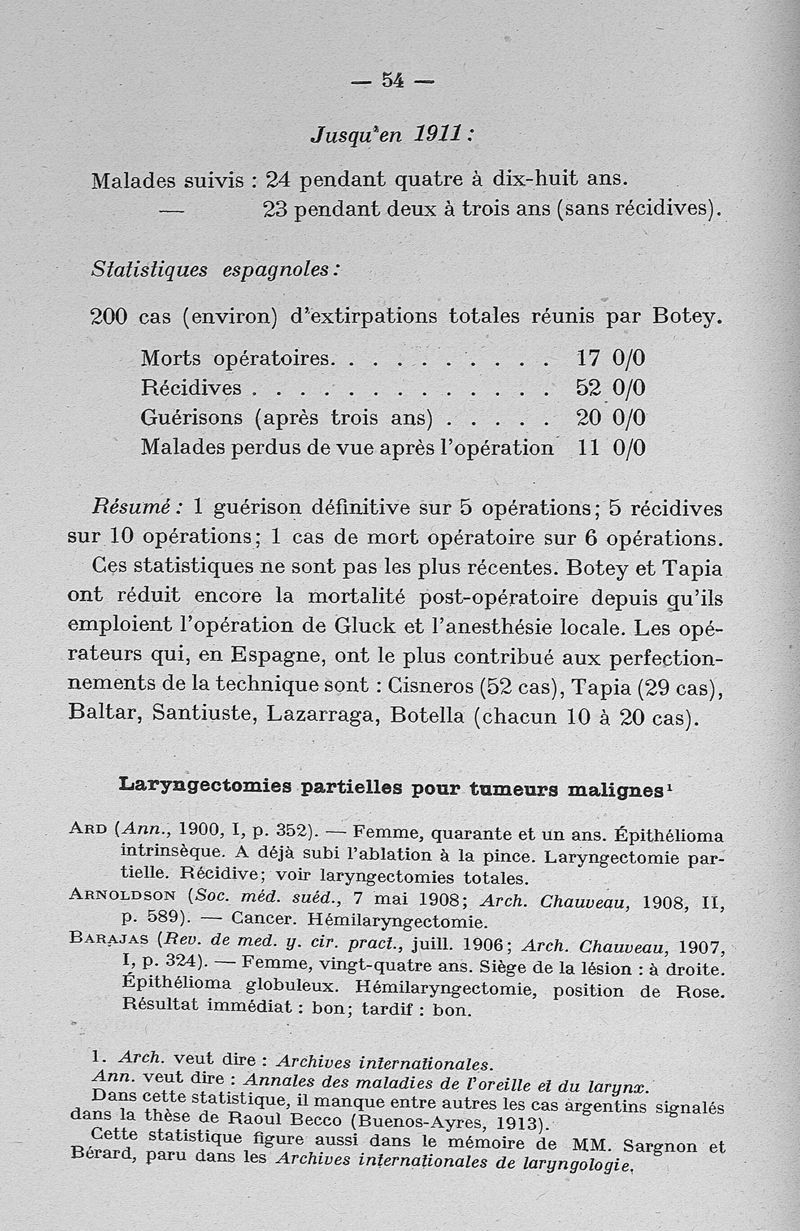 — 54 —
Jusqu'en 1911 :
Malades suivis : 24 pendant quatre à dix-huit ans.
— 23 pendant deux à trois ans (sans récidives).
Statistiques espagnoles :
200 cas (environ) d'extirpations totales réunis par Botey.
Morts opératoires. . . . . . . . . . 17 0/0
Récidives . . . . . . . . . . . . . 52 0/0
Guérisons (après trois ans) . . . . . 20 0/0
Malades perdus de vue après l'opération 11 0/0
Résumé : 1 guérison définitive sur 5 opérations; 5 récidives
sur 10 opérations; 1 cas de mort opératoire sur 6 opérations.
Ces statistiques ne sont pas les plus récentes. Botey et Tapia
ont réduit encore la mortalité post-opératoire depuis qu'ils
emploient l'opération de Gluck et l'anesthésie locale. Les opé-
rateurs qui, en Espagne, ont le plus contribué aux perfection-
nements de la technique sont : Cisneros (52 cas), Tapia (29 cas),
Baltar, Santiuste, Lazarraga, Botella (chacun 10 à 20 cas).
Laryngectomies partielles pour tumeurs malignes¹
ARD (Ann., 1900, I, p. 352). — Femme, quarante et un ans. Épithélioma
intrinsèque. A déjà subi l'ablation à la pince. Laryngectomie par-
tielle. Récidive; voir laryngectomies totales.
ARNOLDSON (Soc. méd. suéd., 7 mai 1908; Arch. Chauveau, 1908, II,
p. 589). — Cancer. Hémilaryngectomie.
BARAJAS (Rev. de med. y. cir. pract., juill. 1906; Arch. Chauveau, 1907,
I, p. 324). — Femme, vingt-quatre ans. Siège de la lésion : à droite.
Épithélioma globuleux. Hémilaryngectomie, position de Rose.
Résultat immédiat : bon; tardif : bon.
1. Arch. veut dire : Archives internationales.
Ann. veut dire : Annales des maladies de l'oreille et du larynx.
Dans cette statistique, il manque entre autres les cas argentins signalés
dans la thèse de Raoul Becco (Buenos-Ayres, 1913).
Cette statistique figure aussi dans le mémoire de MM. Sargnon et
Bérard, paru dans les Archives internationales de laryngologie.